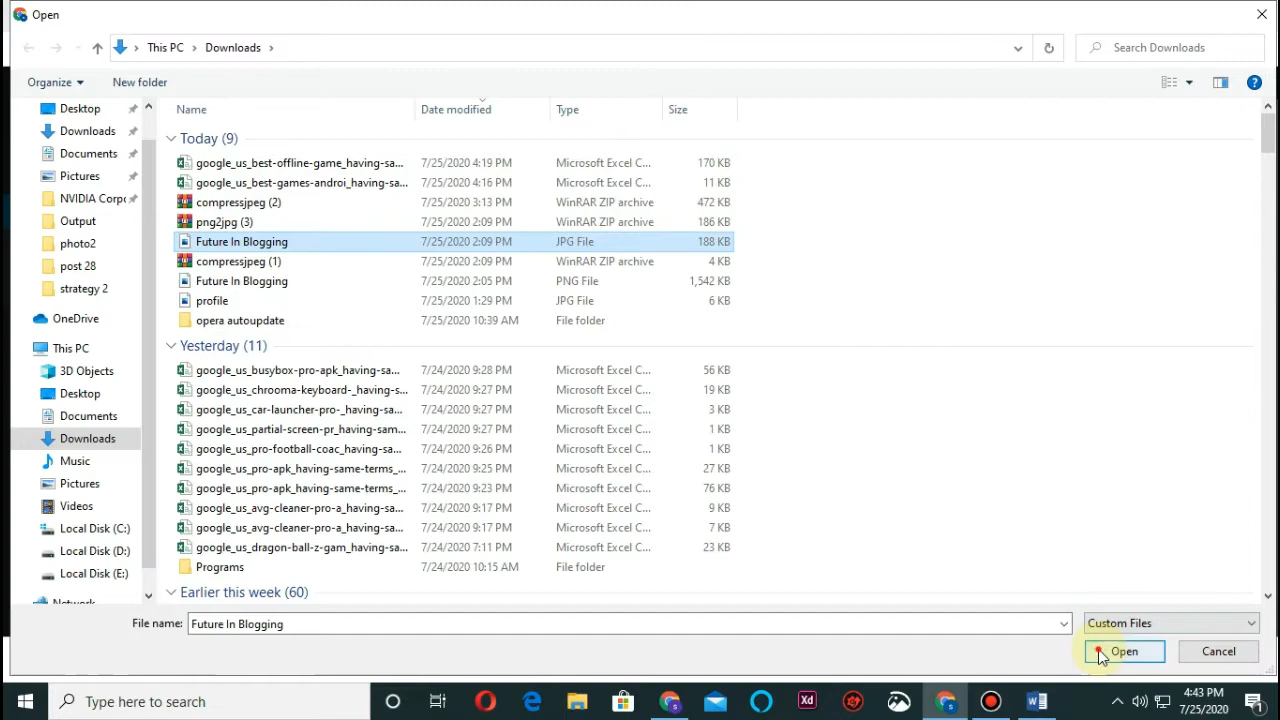 Open
This PC > Downloads >
Search Downloads
Organize
New folder
Desktop
Downloads
Documents
Pictures
NVIDIA Corpo
Output
photo2
post 28
strategy 2
OneDrive
This PC
3D Objects
Desktop
Documents
Downloads
Music
Pictures
Videos
Local Disk (C:)
Local Disk (D:)
Local Disk (E:)
Network
Name Date modified Type Size
Today (9)
google_us_best-offline-game_having-sa... 7/25/2020 4:19 PM Microsoft Excel C... 170 KB
google_us_best-games-androi_having-sa... 7/25/2020 4:16 PM Microsoft Excel C... 11 KB
compressjpeg (2) 7/25/2020 3:13 PM WinRAR ZIP archive 472 KB
png2jpg (3) 7/25/2020 2:09 PM WinRAR ZIP archive 186 KB
Future In Blogging 7/25/2020 2:09 PM JPG File 188 KB
compressjpeg (1) 7/25/2020 2:09 PM WinRAR ZIP archive 4 KB
Future In Blogging 7/25/2020 2:05 PM PNG File 1,542 KB
profile 7/25/2020 1:29 PM JPG File 6 KB
opera autoupdate 7/25/2020 10:39 AM File folder
Yesterday (11)
google_us_busybox-pro-apk_having-sa... 7/24/2020 9:28 PM Microsoft Excel C... 56 KB
google_us_chrooma-keyboard-_having-s... 7/24/2020 9:27 PM Microsoft Excel C... 19 KB
google_us_car-launcher-pro-_having-sa... 7/24/2020 9:27 PM Microsoft Excel C... 3 KB
google_us_partial-screen-pr_having-sam... 7/24/2020 9:27 PM Microsoft Excel C... 1 KB
google_us_pro-football-coac_having-sa... 7/24/2020 9:26 PM Microsoft Excel C... 1 KB
google_us_pro-apk_having-same-terms_... 7/24/2020 9:25 PM Microsoft Excel C... 27 KB
google_us_pro-apk_having-same-terms_... 7/24/2020 9:23 PM Microsoft Excel C... 76 KB
google_us_avg-cleaner-pro-a_having-sa... 7/24/2020 9:17 PM Microsoft Excel C... 9 KB
google_us_avg-cleaner-pro-a_having-sa... 7/24/2020 9:17 PM Microsoft Excel C... 7 KB
google_us_dragon-ball-z-gam_having-sa... 7/24/2020 7:11 PM Microsoft Excel C... 23 KB
Programs 7/24/2020 10:15 AM File folder
Earlier this week (60)
File name: Future In Blogging
Custom Files
Open
Cancel
Type here to search
Xd
4:43 PM
7/25/2020
1